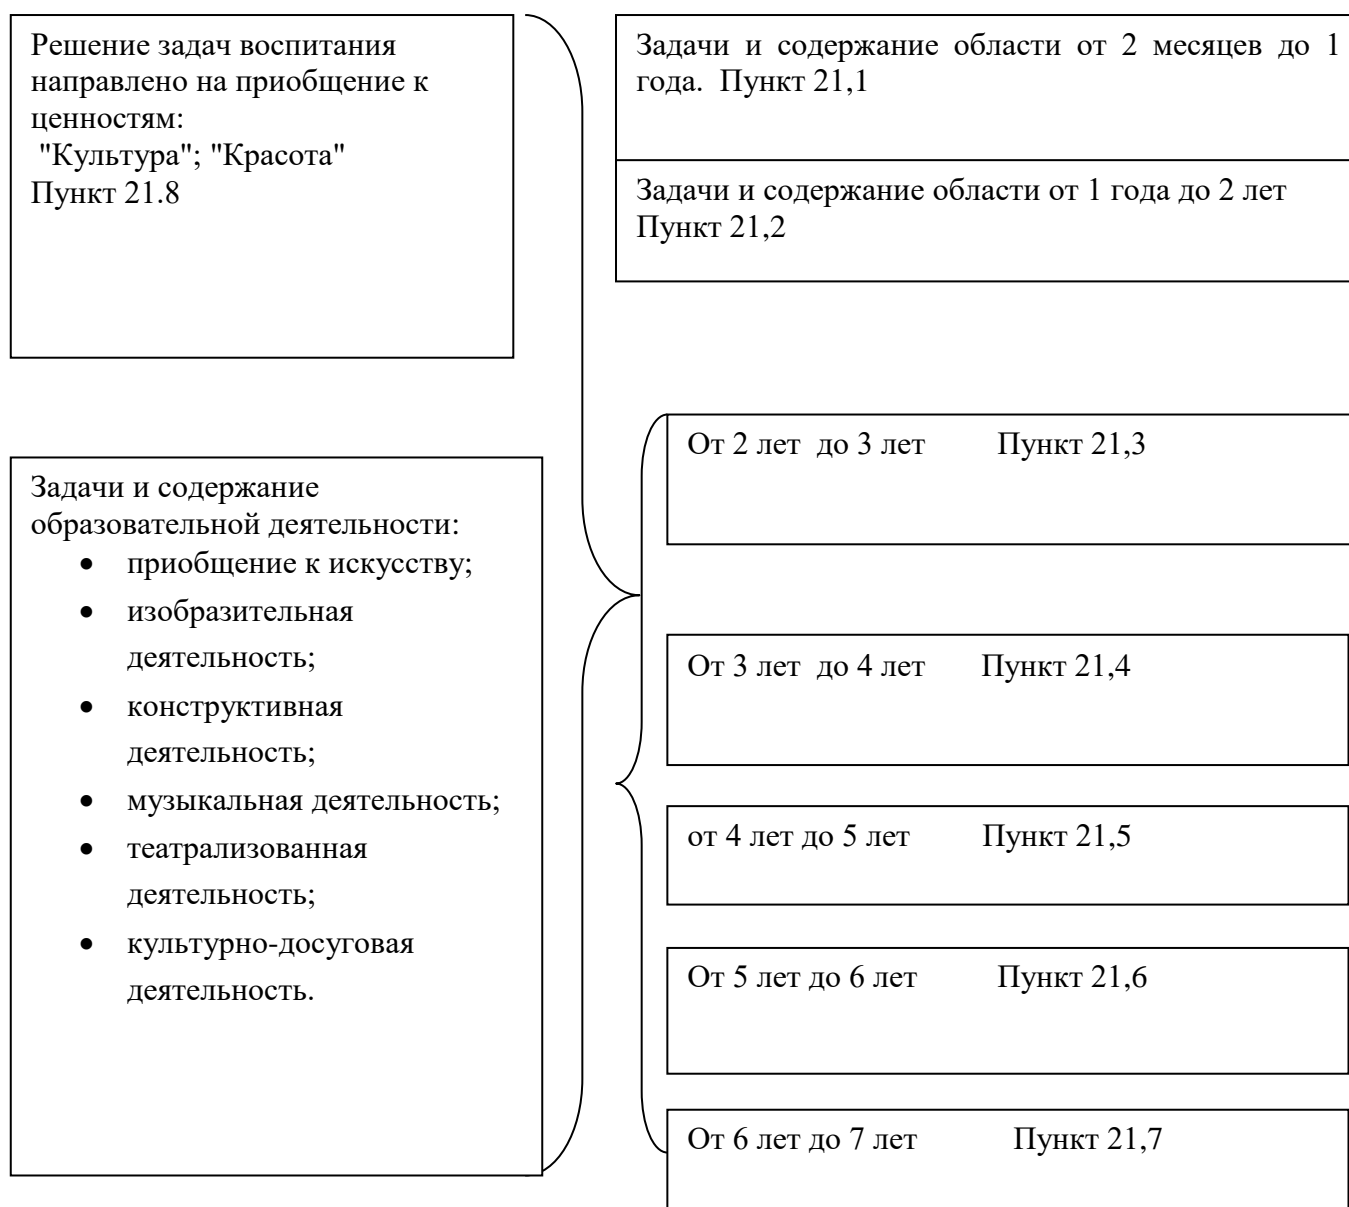 Решение задач воспитания
направлено на приобщение к
ценностям:
"Культура"; "Красота"
Пункт 21.8
Задачи и содержание области от 2 месяцев до 1
года. Пункт 21,1
Задачи и содержание области от 1 года до 2 лет
Пункт 21,2
Задачи и содержание
образовательной деятельности:
• приобщение к искусству;
• изобразительная
деятельность;
• конструктивная
деятельность;
• музыкальная деятельность;
• театрализованная
деятельность;
• культурно-досуговая
деятельность.
От 2 лет до 3 лет Пункт 21,3
От 3 лет до 4 лет Пункт 21,4
от 4 лет до 5 лет Пункт 21,5
От 5 лет до 6 лет Пункт 21,6
От 6 лет до 7 лет Пункт 21,7